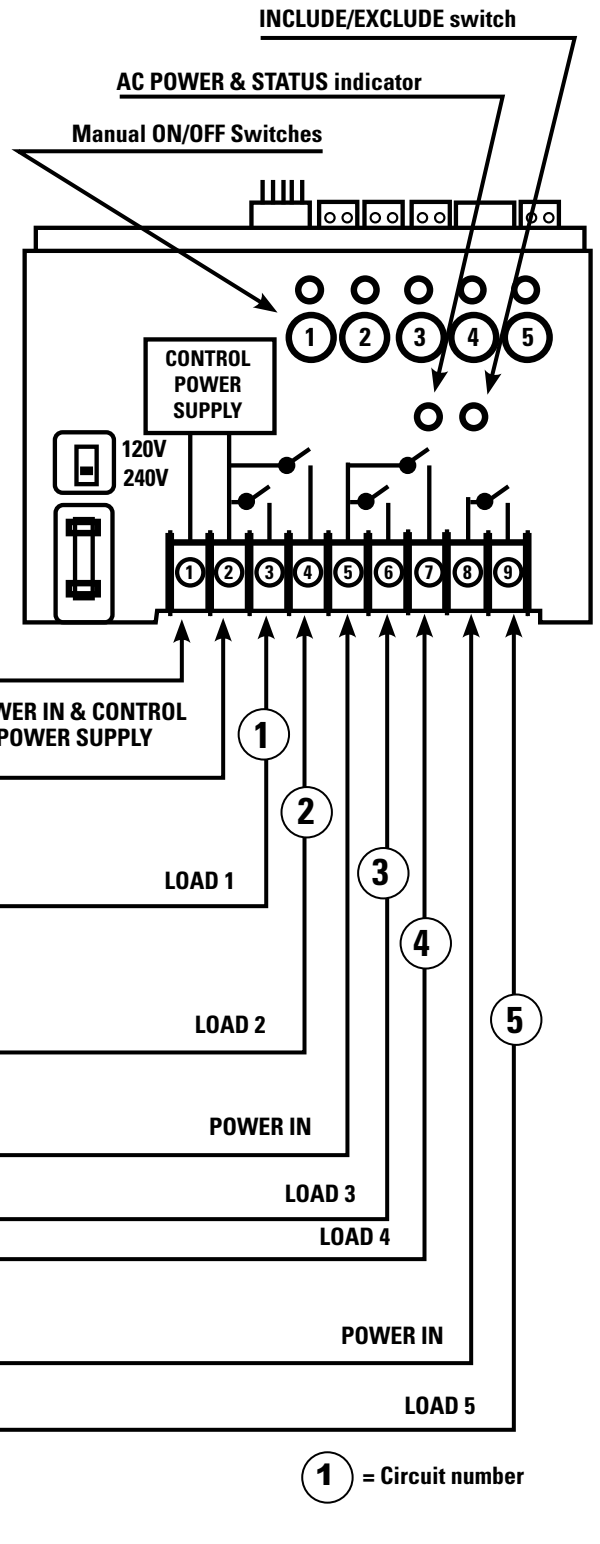 INCLUDE/EXCLUDE switch
AC POWER & STATUS indicator
Manual ON/OFF Switches
1 2 3 4 5
CONTROL
POWER
SUPPLY
120V
240V
1 2 3 4 5 6 7 8 9
WER IN & CONTROL
POWER SUPPLY
1
2
LOAD 1
3
4
LOAD 2
5
POWER IN
LOAD 3
LOAD 4
POWER IN
LOAD 5
1 = Circuit number